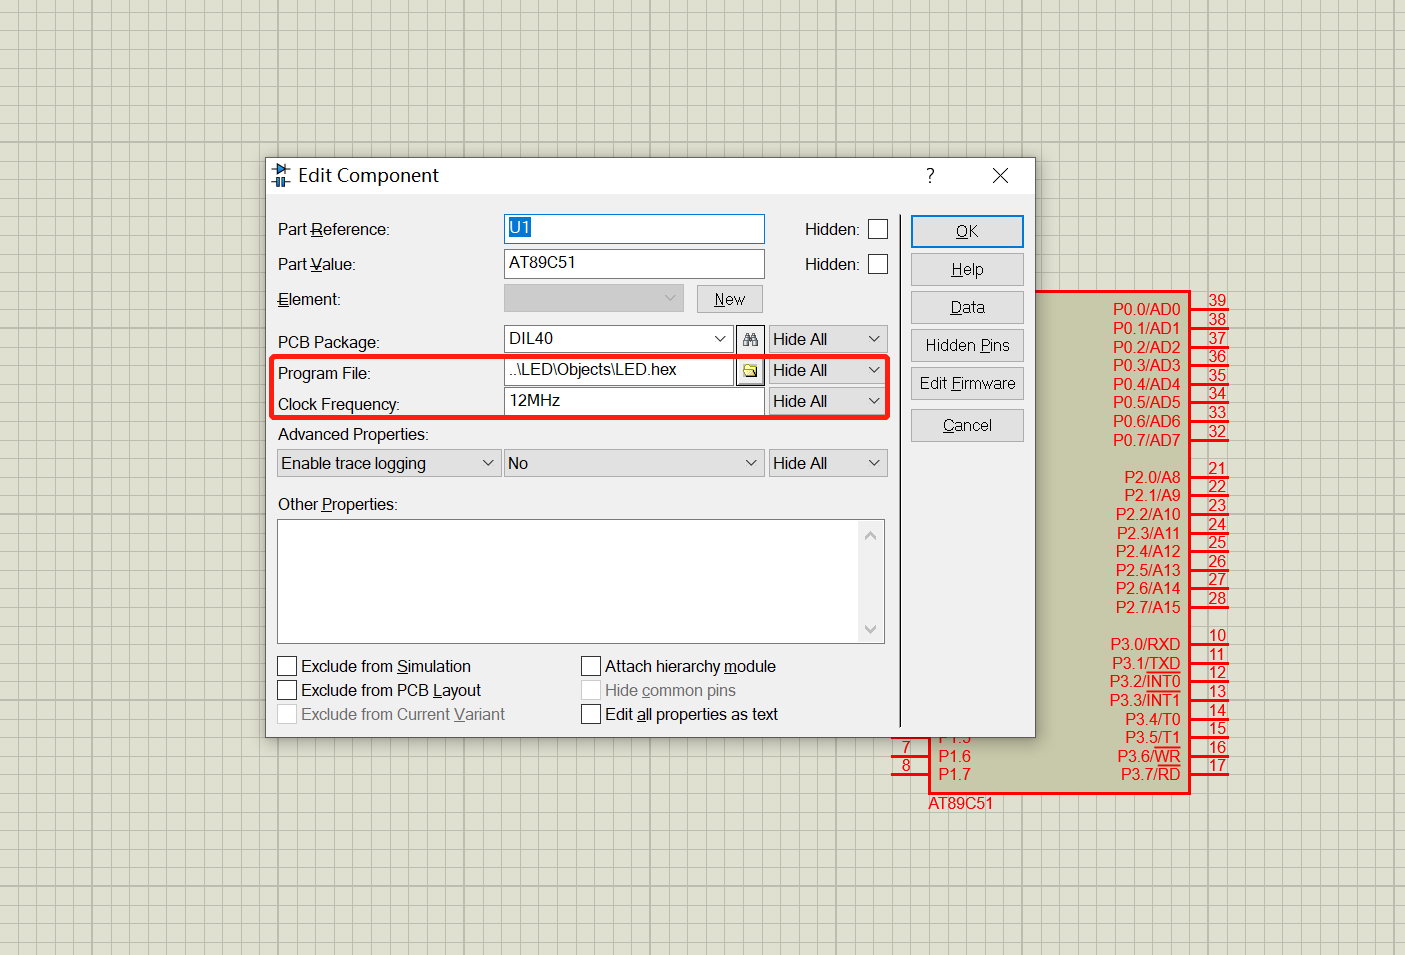 Edit Component
?
Part Reference:
U1
Hidden:
OK
Part Value:
AT89C51
Hidden:
Help
Element:
New
Data
PCB Package:
DIL40
Hide All
Hidden Pins
Program File:
..\LED\Objects\LED.hex
Hide All
Edit Firmware
Clock Frequency:
12MHz
Hide All
Cancel
Advanced Properties:
Enable trace logging
No
Hide All
Other Properties:
Exclude from Simulation
Attach hierarchy module
Exclude from PCB Layout
Hide common pins
Exclude from Current Variant
Edit all properties as text
P0.0/AD0 39
P0.1/AD1 38
P0.2/AD2 37
P0.3/AD3 36
P0.4/AD4 35
P0.5/AD5 34
P0.6/AD6 33
P0.7/AD7 32
P2.0/A8 21
P2.1/A9 22
P2.2/A10 23
P2.3/A11 24
P2.4/A12 25
P2.5/A13 26
P2.6/A14 27
P2.7/A15 28
P3.0/RXD 10
P3.1/TXD 11
P3.2/INT0 12
P3.3/INT1 13
P3.4/T0 14
P1.5
P3.5/T1 15
7 P1.6
P3.6/WR 16
8 P1.7
P3.7/RD 17
AT89C51